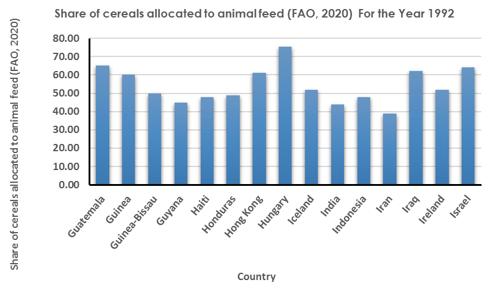 Share of cereals allocated to animal feed (FAO, 2020) For the Year 1992
Share of cereals allocated to animal feed (FAO, 2020)
80.00
70.00
60.00
50.00
40.00
30.00
20.00
10.00
0.00
Guatemala
Guinea
Guinea-Bissau
Guyana
Haiti
Honduras
Hong Kong
Hungary
Iceland
India
Indonesia
Iran
Iraq
Ireland
Israel
Country